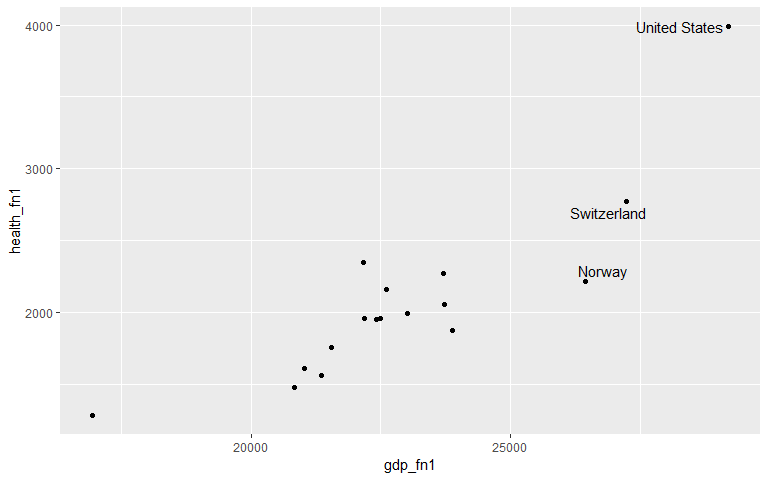 4000
United States
3000
Switzerland
health_fn1
Norway
2000
20000
25000
gdp_fn1